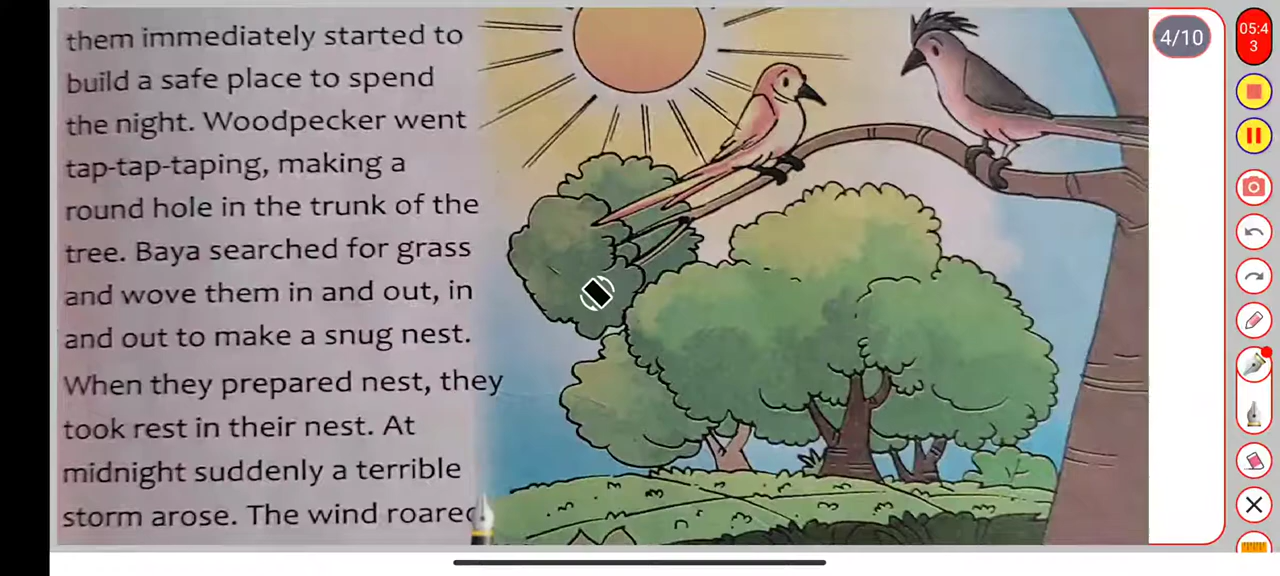 them immediately started to
build a safe place to spend
the night. Woodpecker went
tap-tap-taping, making a
round hole in the trunk of the
tree. Baya searched for grass
and wove them in and out, in
and out to make a snug nest.
When they prepared nest, they
took rest in their nest. At
midnight suddenly a terrible
storm arose. The wind roared
4/10
05:4
3